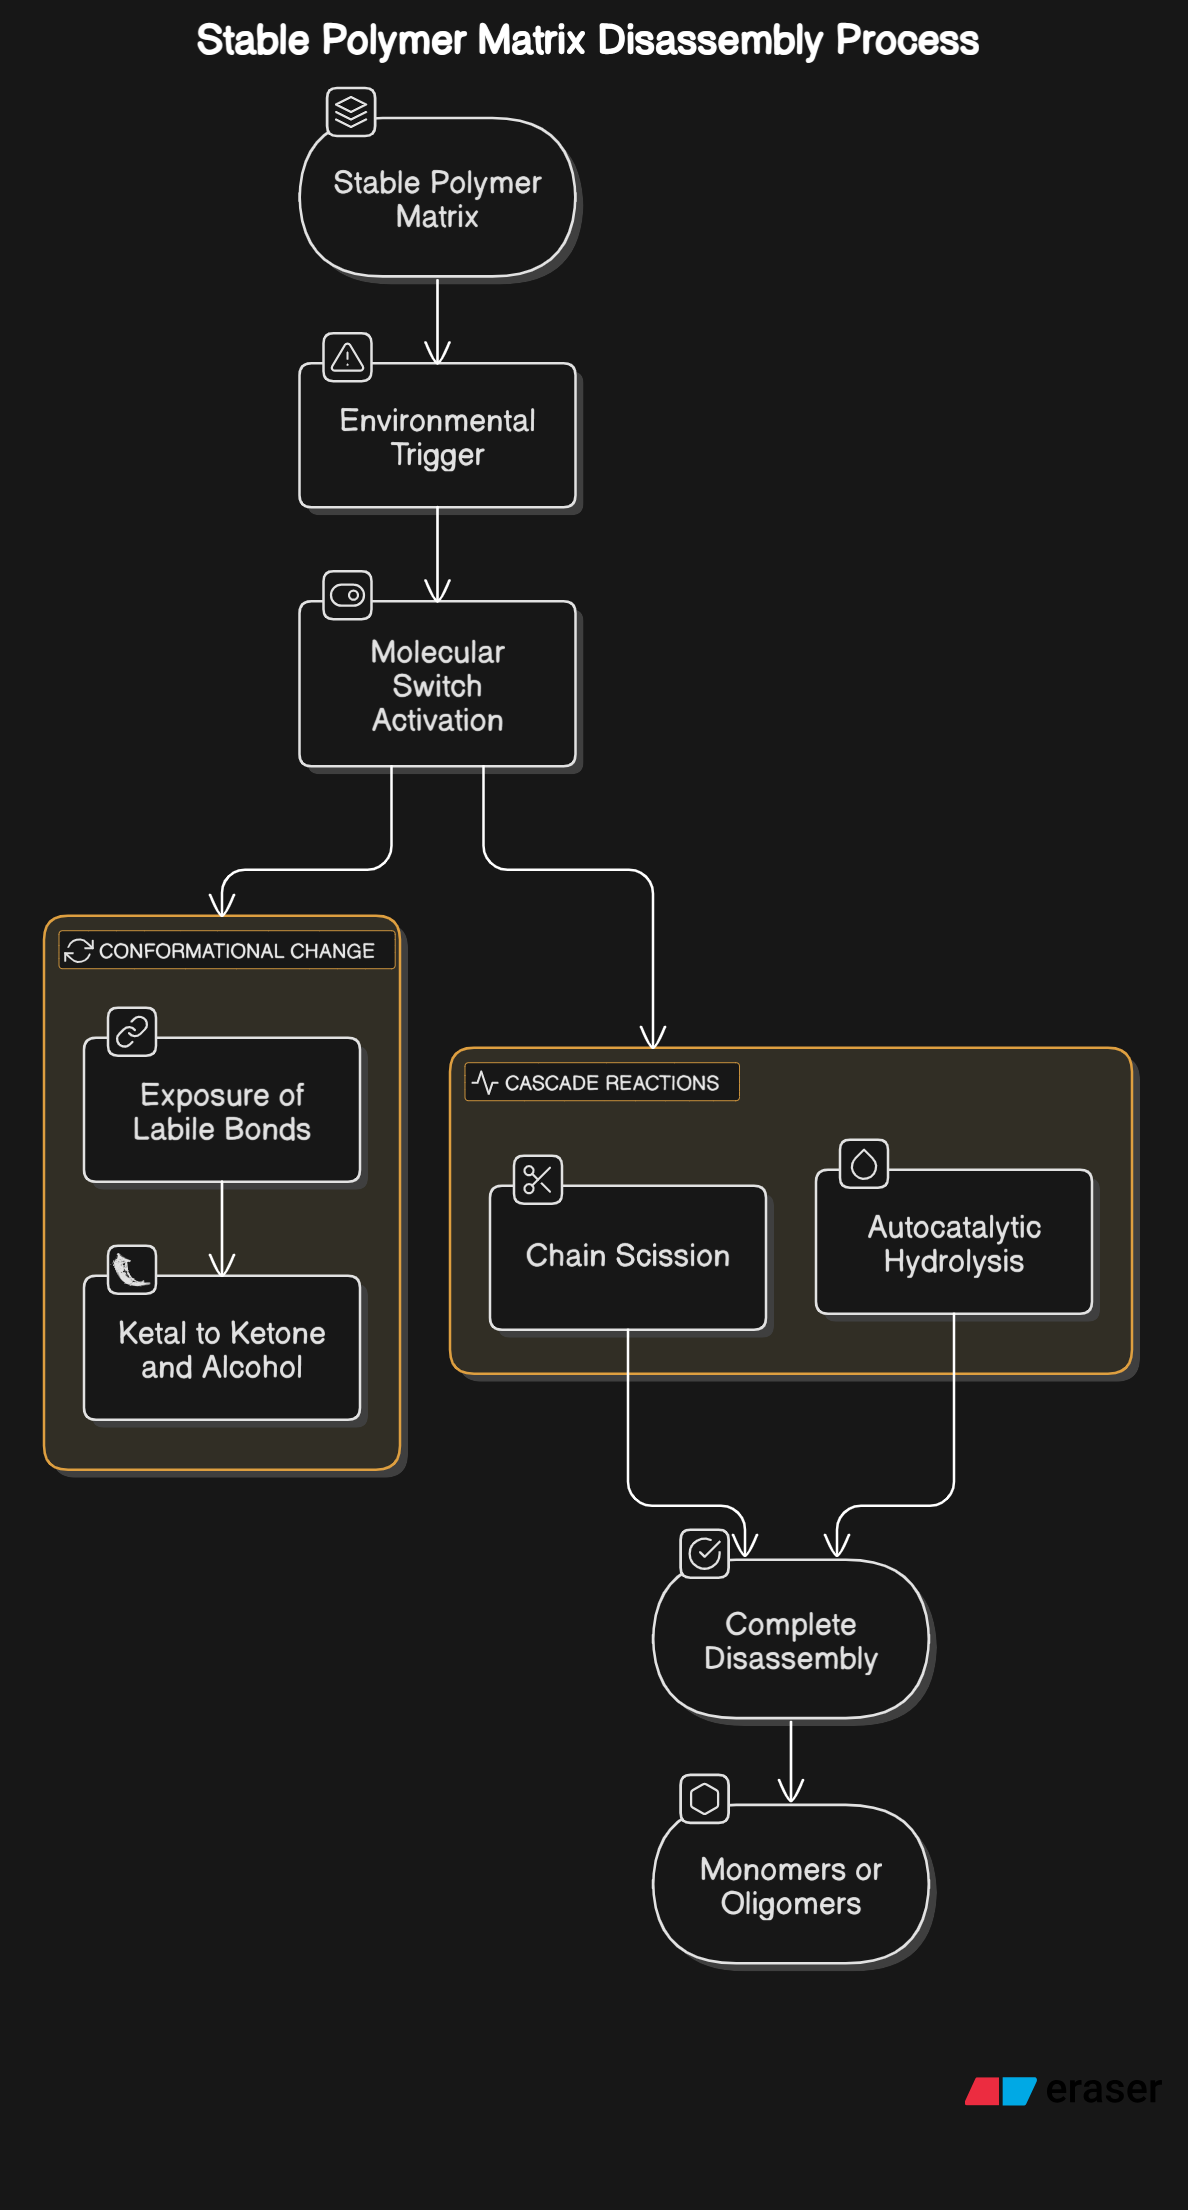 Stable Polymer Matrix Disassembly Process
Stable Polymer
Matrix
Environmental
Trigger
Molecular
Switch
Activation
CONFORMATIONAL CHANGE
Exposure of
Labile Bonds
Ketal to Ketone
and Alcohol
CASCADE REACTIONS
Chain Scission
Autocatalytic
Hydrolysis
Complete
Disassembly
Monomers or
Oligomers
eraser